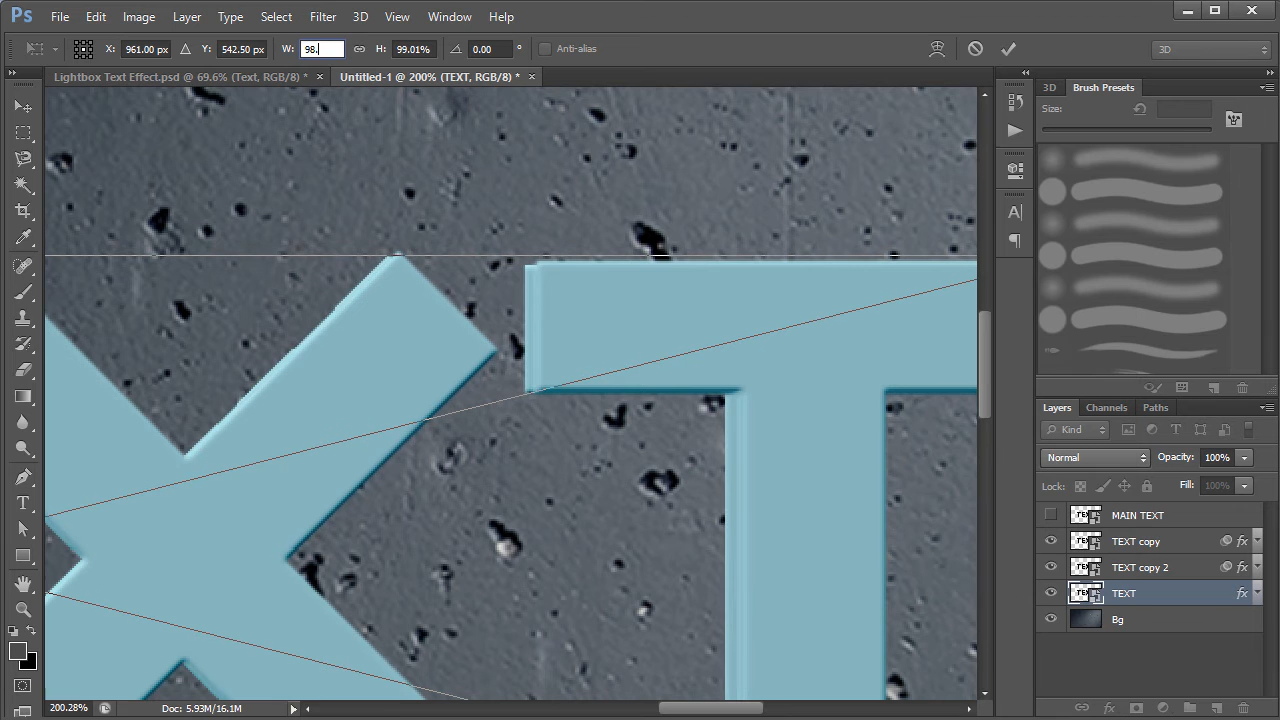 Ps File Edit Image Layer Type Select Filter 3D View Window Help
X: 961.00 px Y: 542.50 px W: 98. H: 99.01% 0.00 ° Anti-alias 3D
Lightbox Text Effect.psd @ 69.6% (Text, RGB/8) * × Untitled-1 @ 200% (TEXT, RGB/8) * ×
3D Brush Presets
Size:
Layers Channels Paths
Kind
Normal Opacity: 100%
Lock: Fill: 100%
MAIN TEXT
TEXT copy fx
TEXT copy 2 fx
TEXT fx
Bg
200.28% Doc: 5.93M/16.1M